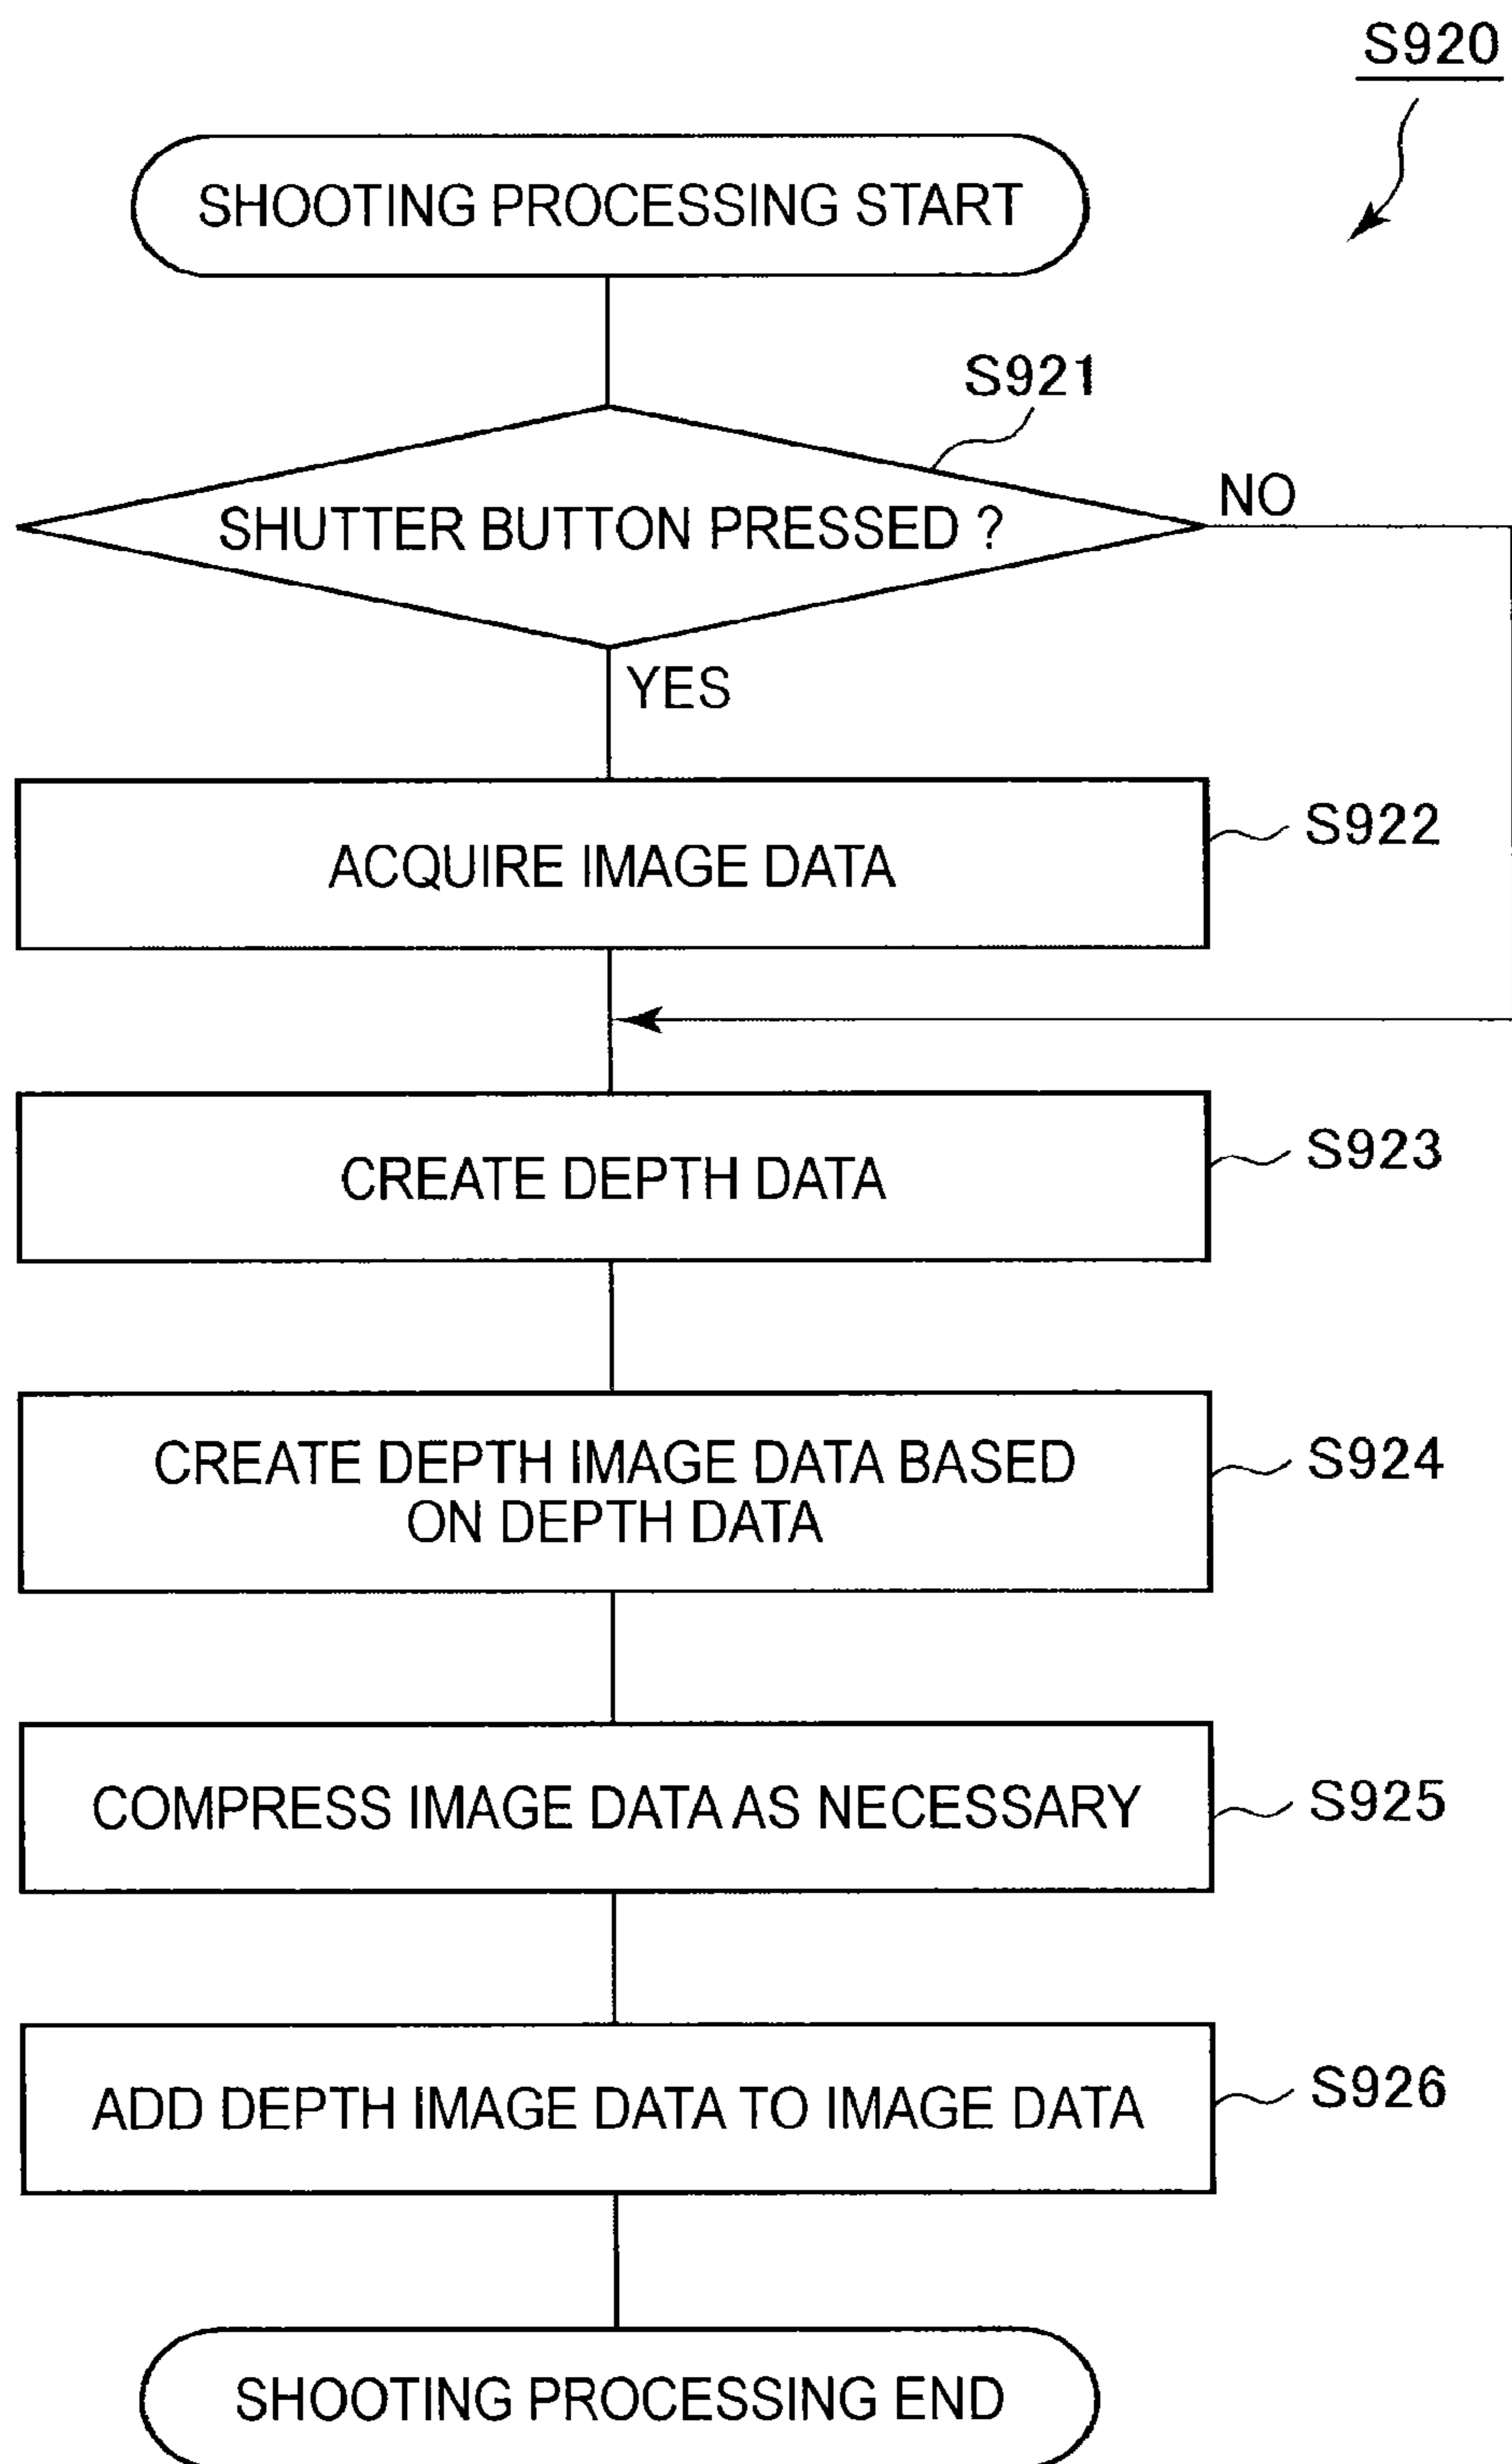 S920
SHOOTING PROCESSING START
S921
SHUTTER BUTTON PRESSED ?
NO
YES
ACQUIRE IMAGE DATA
S922
CREATE DEPTH DATA
S923
CREATE DEPTH IMAGE DATA BASED
ON DEPTH DATA
S924
COMPRESS IMAGE DATA AS NECESSARY
S925
ADD DEPTH IMAGE DATA TO IMAGE DATA
S926
SHOOTING PROCESSING END